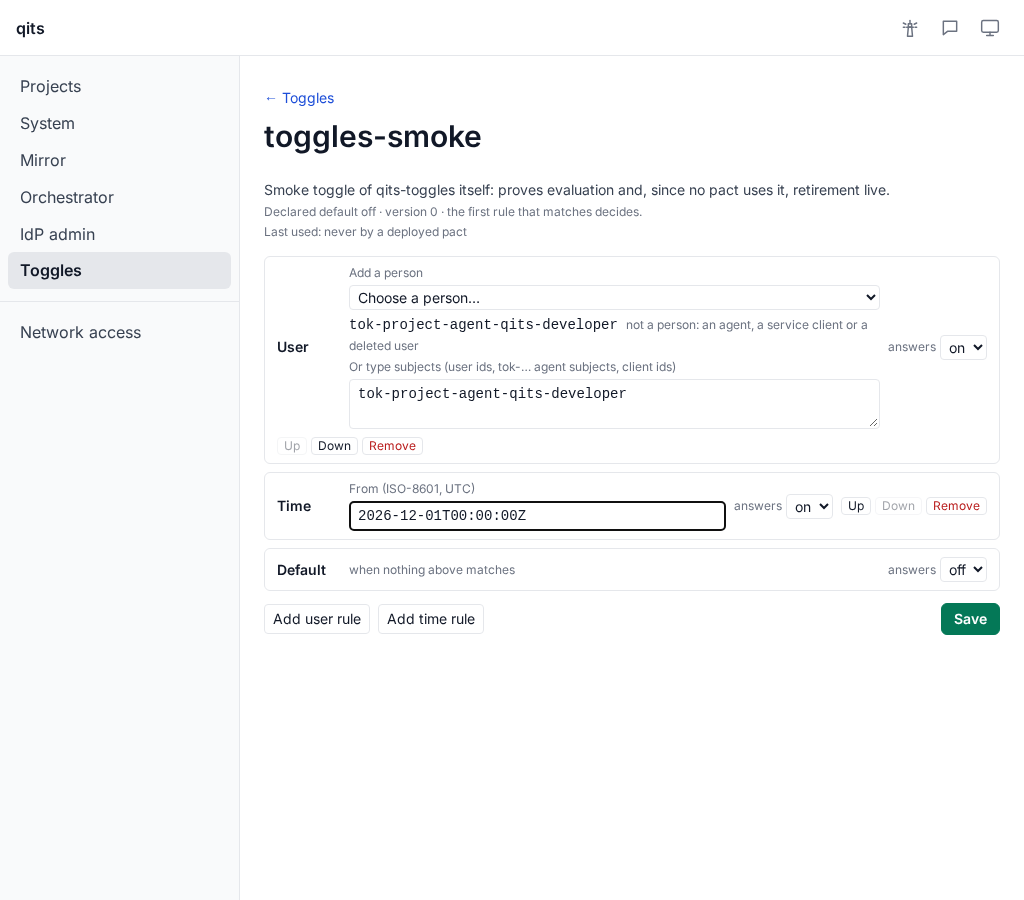 qits
Projects
System
Mirror
Orchestrator
IdP admin
Toggles
Network access
← Toggles
toggles-smoke
Smoke toggle of qits-toggles itself: proves evaluation and, since no pact uses it, retirement live.
Declared default off · version 0 · the first rule that matches decides.
Last used: never by a deployed pact
User
Add a person
Choose a person...
tok-project-agent-qits-developer not a person: an agent, a service client or a
deleted user
Or type subjects (user ids, tok-... agent subjects, client ids)
tok-project-agent-qits-developer
answers on
Up Down Remove
Time
From (ISO-8601, UTC)
2026-12-01T00:00:00Z
answers on Up Down Remove
Default when nothing above matches answers off
Add user rule Add time rule Save